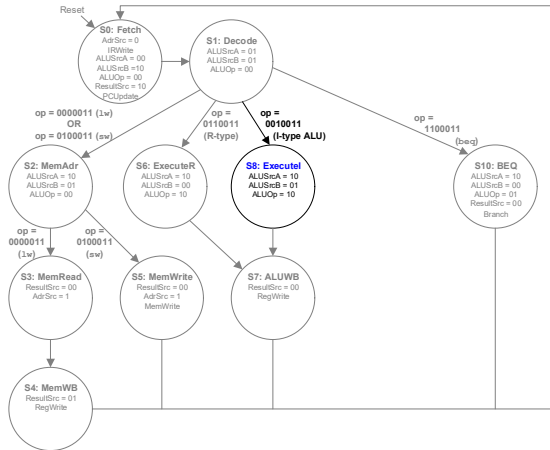 Reset
S0: Fetch
AdrSrc = 0
IRWrite
ALUSrcA = 00
ALUSrcB =10
ALUOp = 00
ResultSrc = 10
PCUpdate
S1: Decode
ALUSrcA = 01
ALUSrcB = 01
ALUOp = 00
op = 0000011 (lw)
OR
op = 0100011 (sw)
op =
0110011
(R-type)
op =
0010011
(I-type ALU)
op =
1100011
(beq)
S2: MemAdr
ALUSrcA = 10
ALUSrcB = 01
ALUOp = 00
S6: ExecuteR
ALUSrcA = 10
ALUSrcB = 00
ALUOp = 10
S8: ExecuteI
ALUSrcA = 10
ALUSrcB = 01
ALUOp = 10
S10: BEQ
ALUSrcA = 10
ALUSrcB = 00
ALUOp = 01
ResultSrc = 00
Branch
op =
0000011
(lw)
op =
0100011
(sw)
S3: MemRead
ResultSrc = 00
AdrSrc = 1
S5: MemWrite
ResultSrc = 00
AdrSrc = 1
MemWrite
S7: ALUWB
ResultSrc = 00
RegWrite
S4: MemWB
ResultSrc = 01
RegWrite